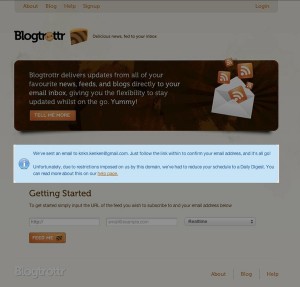 About Blog Help Signup Login
Blogtrottr Delicious news, fed to your inbox.
Blogtrottr delivers updates from all of your
favourite news, feeds, and blogs directly to your
email inbox, giving you the flexibility to stay
updated whilst on the go. Yummy!
TELL ME MORE
We've sent an email to Just follow the link within to confirm your email address, and it's all go!
Unfortunately, due to restrictions imposed on us by this domain, we've had to reduce your schedule to a Daily Digest. You
can read more about this on our help page.
Getting Started
To get started simply input the URL of the feed you wish to subscribe to and your email address below
http:// Realtime
FEED ME
Blogtrottr About Blog Help